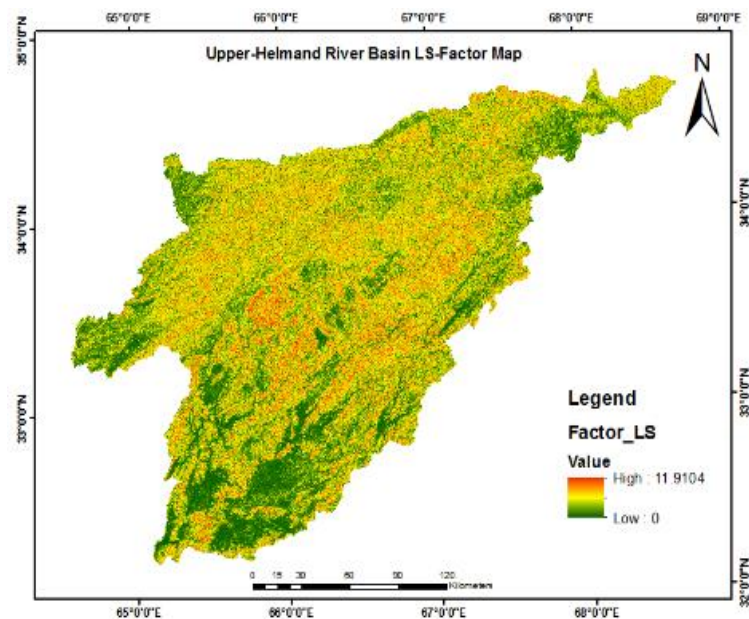 65°0'0"E 66°0'0"E 67°0'0"E 68°0'0"E 69°0'0"E
Upper-Helmand River Basin LS-Factor Map
N
35°0'0"N
34°0'0"N
34°0'0"N
33°0'0"N
33°0'0"N
32°0'0"N
Legend
Factor_LS
Value
High : 11.9104
Low : 0
0 15 30 60 90 120
Kilometers
65°0'0"E 66°0'0"E 67°0'0"E 68°0'0"E